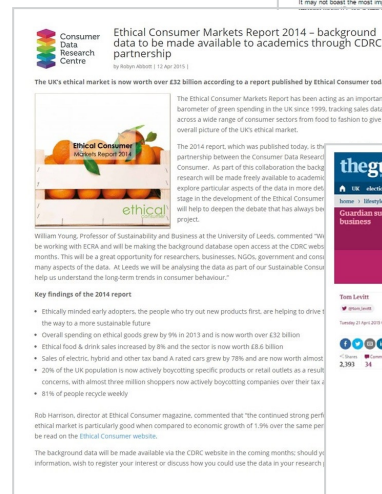 It may not boast the most imp
Consumer
Data
Research
Centre
Ethical Consumer Markets Report 2014 – background
data to be made available to academics through CDRC
partnership
by Robyn Abbott | 12 Apr 2015 |
The UK's ethical market is now worth over £32 billion according to a report published by Ethical Consumer tod
The Ethical Consumer Markets Report has been acting as an importan
barometer of green spending in the UK since 1999, tracking sales data
across a wide range of consumer sectors from food to fashion to give
overall picture of the UK's ethical market.
Ethical Consumer
Markets Report 2014
ethical
The 2014 report, which was published today, is the
partnership between the Consumer Data Research
Consumer. As part of this collaboration the backg
research will be made freely available to academic
explore particular aspects of the data in more det
stage in the development of the Ethical Consumer
will help to deepen the debate that has always bee
project.
William Young, Professor of Sustainability and Business at the University of Leeds, commented "We
be working with ECRA and will be making the background database open access at the CDRC webs
months. This will be a great opportunity for researchers, businesses, NGOs, government and cons
many aspects of the data. At Leeds we will be analysing the data as part of our Sustainable Consu
help us understand the long-term trends in consumer behaviour."
Key findings of the 2014 report
Ethically minded early adopters, the people who try out new products first, are helping to drive t
the way to a more sustainable future
Overall spending on ethical goods grew by 9% in 2013 and is now worth over £32 billion
Ethical food & drink sales increased by 8% and the sector is now worth £8.6 billion
Sales of electric, hybrid and other tax band A rated cars grew by 78% and are now worth almost
20% of the UK population is now actively boycotting specific products or retail outlets as a result
concerns, with almost three million shoppers now actively boycotting companies over their tax a
81% of people recycle weekly
Rob Harrison, director at Ethical Consumer magazine, commented that "the continued strong perf
ethical market is particularly good when compared to economic growth of 1.9% over the same per
be read on the Ethical Consumer website.
The background data will be made available via the CDRC website in the coming months; should yo
information, wish to register your interest or discuss how you could use the data in your research
thegu
UK electi
home › lifestyle
Guardian su
business
Tom Levitt
@tom_levitt
Tuesday 21 April 2015
Shares
2,393
34